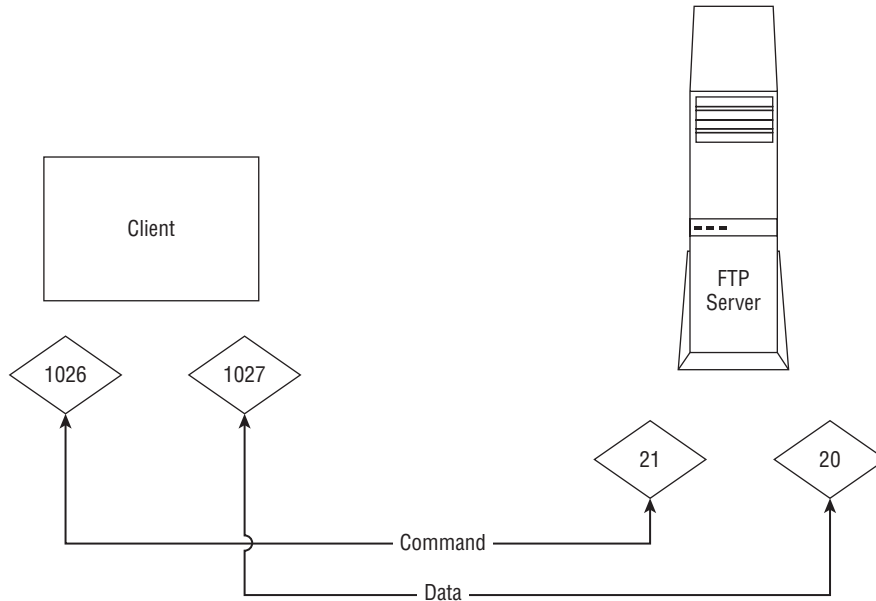 Client
FTP
Server
1026
1027
21
20
Command
Data